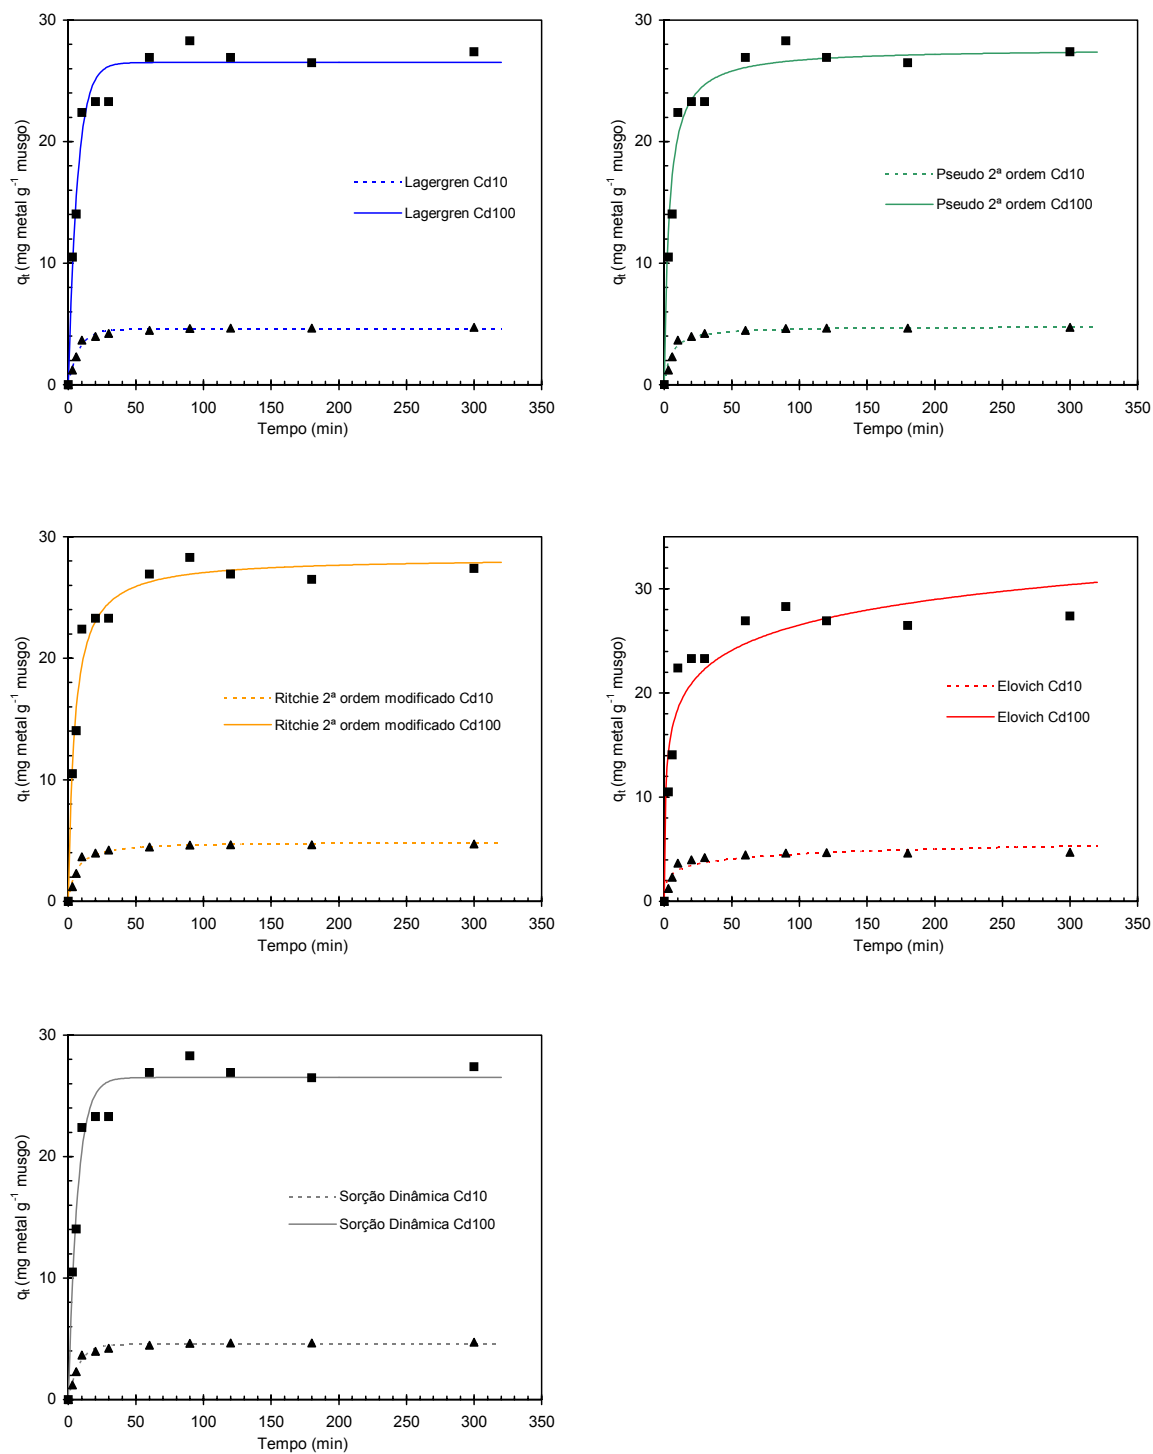 30
20
10
0
qt (mg metal g-1 musgo)
Lagergren Cd10
Lagergren Cd100
0 50 100 150 200 250 300 350
Tempo (min)
30
20
10
0
qt (mg metal g-1 musgo)
Pseudo 2ª ordem Cd10
Pseudo 2ª ordem Cd100
0 50 100 150 200 250 300 350
Tempo (min)
30
20
10
0
qt (mg metal g-1 musgo)
Ritchie 2ª ordem modificado Cd10
Ritchie 2ª ordem modificado Cd100
0 50 100 150 200 250 300 350
Tempo (min)
30
20
10
0
qt (mg metal g-1 musgo)
Elovich Cd10
Elovich Cd100
0 50 100 150 200 250 300 350
Tempo (min)
30
20
10
0
qt (mg metal g-1 musgo)
Sorção Dinâmica Cd10
Sorção Dinâmica Cd100
0 50 100 150 200 250 300 350
Tempo (min)